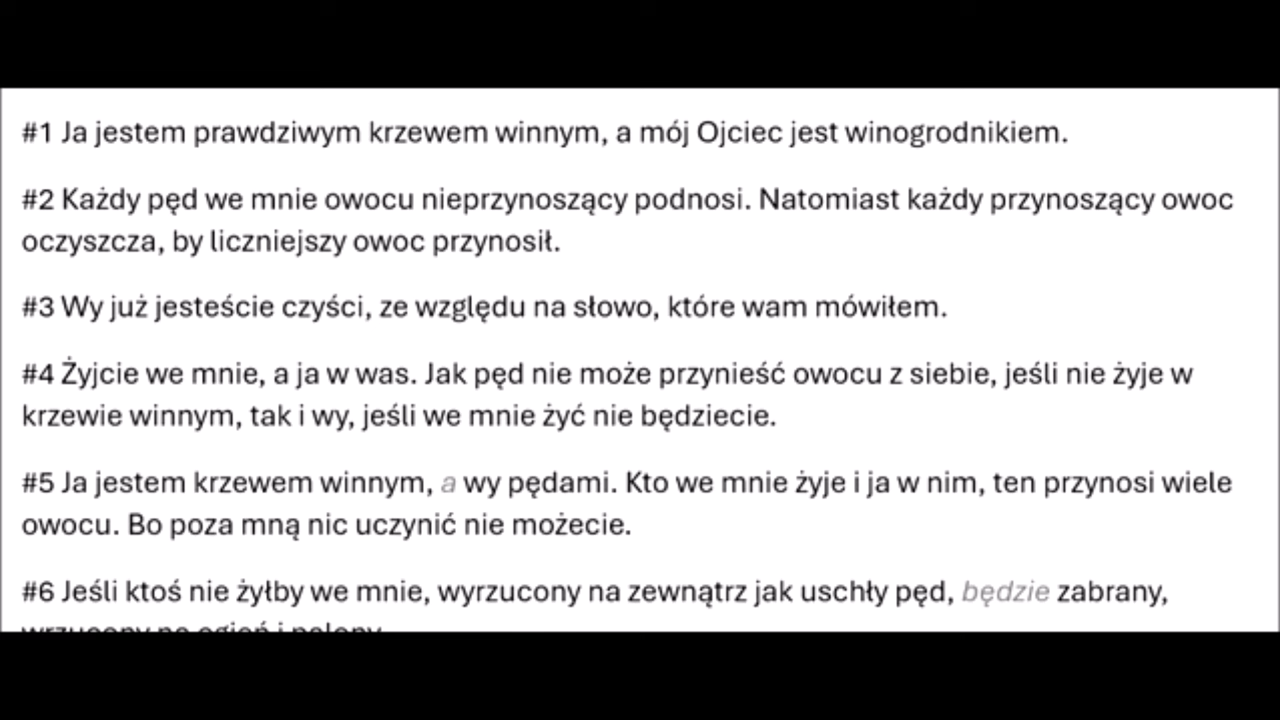 #1 Ja jestem prawdziwym krzewem winnym, a mój Ojciec jest winogrodnikiem.
#2 Każdy pęd we mnie owocu nieprzynoszący podnosi. Natomiast każdy przynoszący owoc
oczyszcza, by liczniejszy owoc przynosił.
#3 Wy już jesteście czyści, ze względu na słowo, które wam mówiłem.
#4 Żyjcie we mnie, a ja w was. Jak pęd nie może przynieść owocu z siebie, jeśli nie żyje w
krzewie winnym, tak i wy, jeśli we mnie żyć nie będziecie.
#5 Ja jestem krzewem winnym, a wy pędami. Kto we mnie żyje i ja w nim, ten przynosi wiele
owocu. Bo poza mną nic uczynić nie możecie.
#6 Jeśli ktoś nie żyłby we mnie, wyrzucony na zewnątrz jak uschły pęd, będzie zabrany,
wrzucony na ogień i palony.